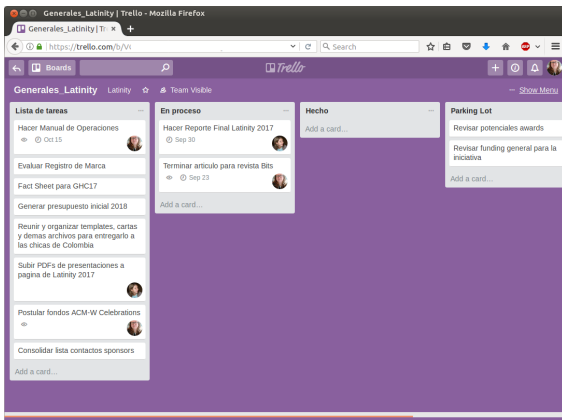 Generales_Latinity | Trello - Mozilla Firefox
Generales_Latinity | Tr
https://trello.com/b/V
Search
Boards
Trello
Generales_Latinity Latinity Team Visible
Show Menu
Lista de tareas
Hacer Manual de Operaciones
Oct 15
Evaluar Registro de Marca
Fact Sheet para GHC17
Generar presupuesto inicial 2018
Reunir y organizar templates, cartas
y demas archivos para entregarlo a
las chicas de Colombia
Subir PDFs de presentaciones a
pagina de Latinity 2017
Postular fondos ACM-W Celebrations
Consolidar lista contactos sponsors
Add a card…
En proceso
Hacer Reporte Final Latinity 2017
Sep 30
Terminar articulo para revista Bits
Sep 23
Add a card…
Hecho
Add a card…
Parking Lot
Revisar potenciales awards
Revisar funding general para la
iniciativa
Add a card…